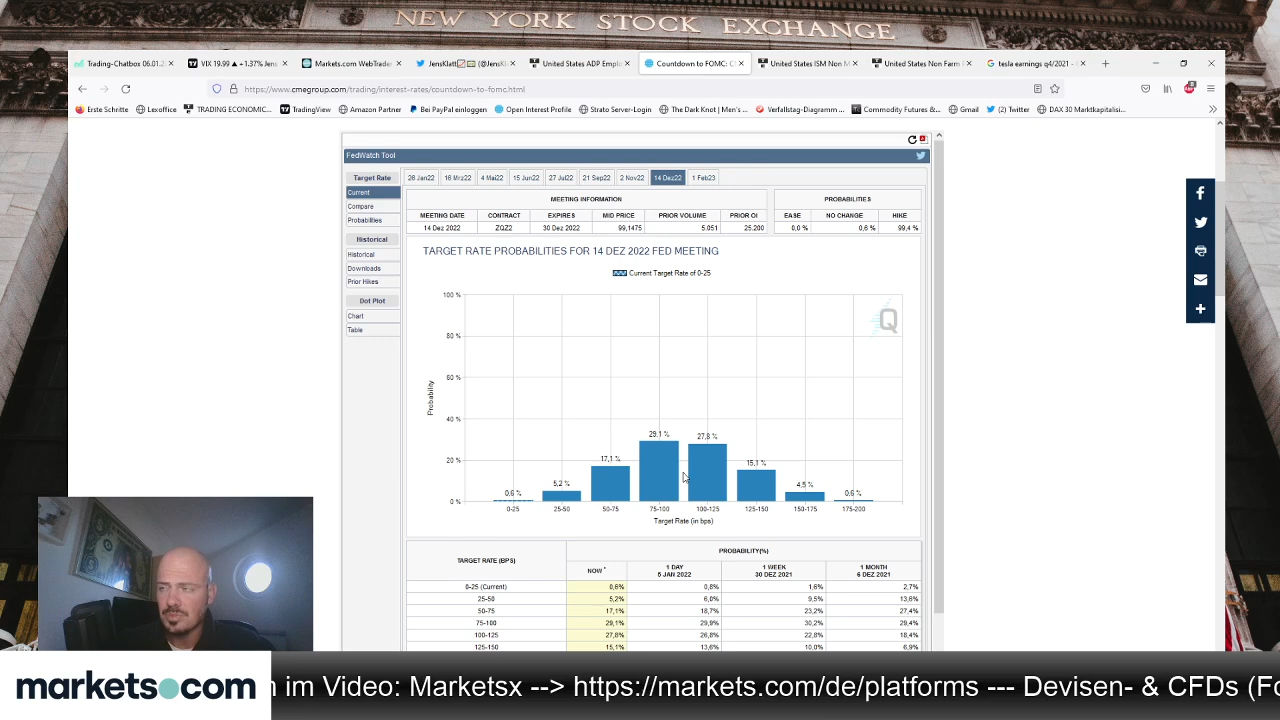 NEW YORK STOCK EXCHANGE
Trading-Chatbox 06.01.2
VIX 19.99 ▲ +1.37% Jens
Markets.com WebTrader
JensKlatt
(@JensKl
United States ADP Emplo
Countdown to FOMC: C
United States ISM Non M
United States Non Farm
tesla earnings q4/2021 -
https://www.cmegroup.com/trading/interest-rates/countdown-to-fomc.html
Erste Schritte
Lexoffice
TRADING ECONOMIC...
TradingView
Amazon Partner
Bei PayPal einloggen
Open Interest Profile
Strato Server-Login
The Dark Knot | Men's ...
Verfallstag-Diagramm ...
Commodity Futures &...
Gmail
(2) Twitter
DAX 30 Marktkapitalisi...
FedWatch Tool
Target Rate
Current
Compare
Probabilities
Historical
Historical
Downloads
Prior Hikes
Dot Plot
Chart
Table
26 Jan22 16 Mrz22 4 Mai22 15 Jun22 27 Jul22 21 Sep22 2 Nov22 14 Dez22 1 Feb23
MEETING INFORMATION
MEETING DATE CONTRACT EXPIRES MID PRICE PRIOR VOLUME PRIOR OI
14 Dez 2022 ZQZ2 30 Dez 2022 99,1475 5.051 25.200
PROBABILITIES
EASE NO CHANGE HIKE
0,0 % 0,6 % 99,4 %
TARGET RATE PROBABILITIES FOR 14 DEZ 2022 FED MEETING
Current Target Rate of 0-25
Probability
100 %
80 %
60 %
40 %
20 %
0 %
0,6 % 5,2 % 17,1 % 29,1 % 27,8 % 15,1 % 4,5 % 0,6 %
0-25 25-50 50-75 75-100 100-125 125-150 150-175 175-200
Target Rate (in bps)
Q
TARGET RATE (BPS) PROBABILITY(%)
NOW * 1 DAY 5 JAN 2022 1 WEEK 30 DEZ 2021 1 MONTH 6 DEZ 2021
0-25 (Current) 0,6% 0,8% 1,6% 2,7%
25-50 5,2% 6,0% 9,5% 13,6%
50-75 17,1% 18,7% 23,2% 27,4%
75-100 29,1% 29,9% 30,2% 29,4%
100-125 27,8% 26,8% 22,8% 18,4%
125-150 15,1% 13,6% 10,0% 6,9%
markets.com
n im Video: Marketsx --> https://markets.com/de/platforms --- Devisen- & CFDs (Fo